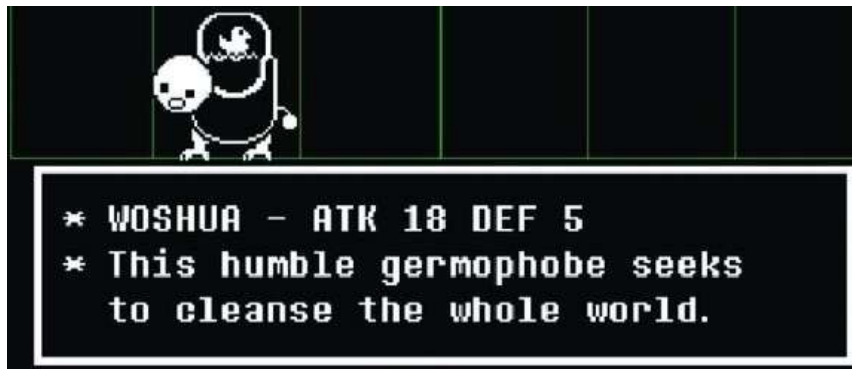 * WOSHUA - ATK 18 DEF 5
* This humble germophobe seeks
to cleanse the whole world.